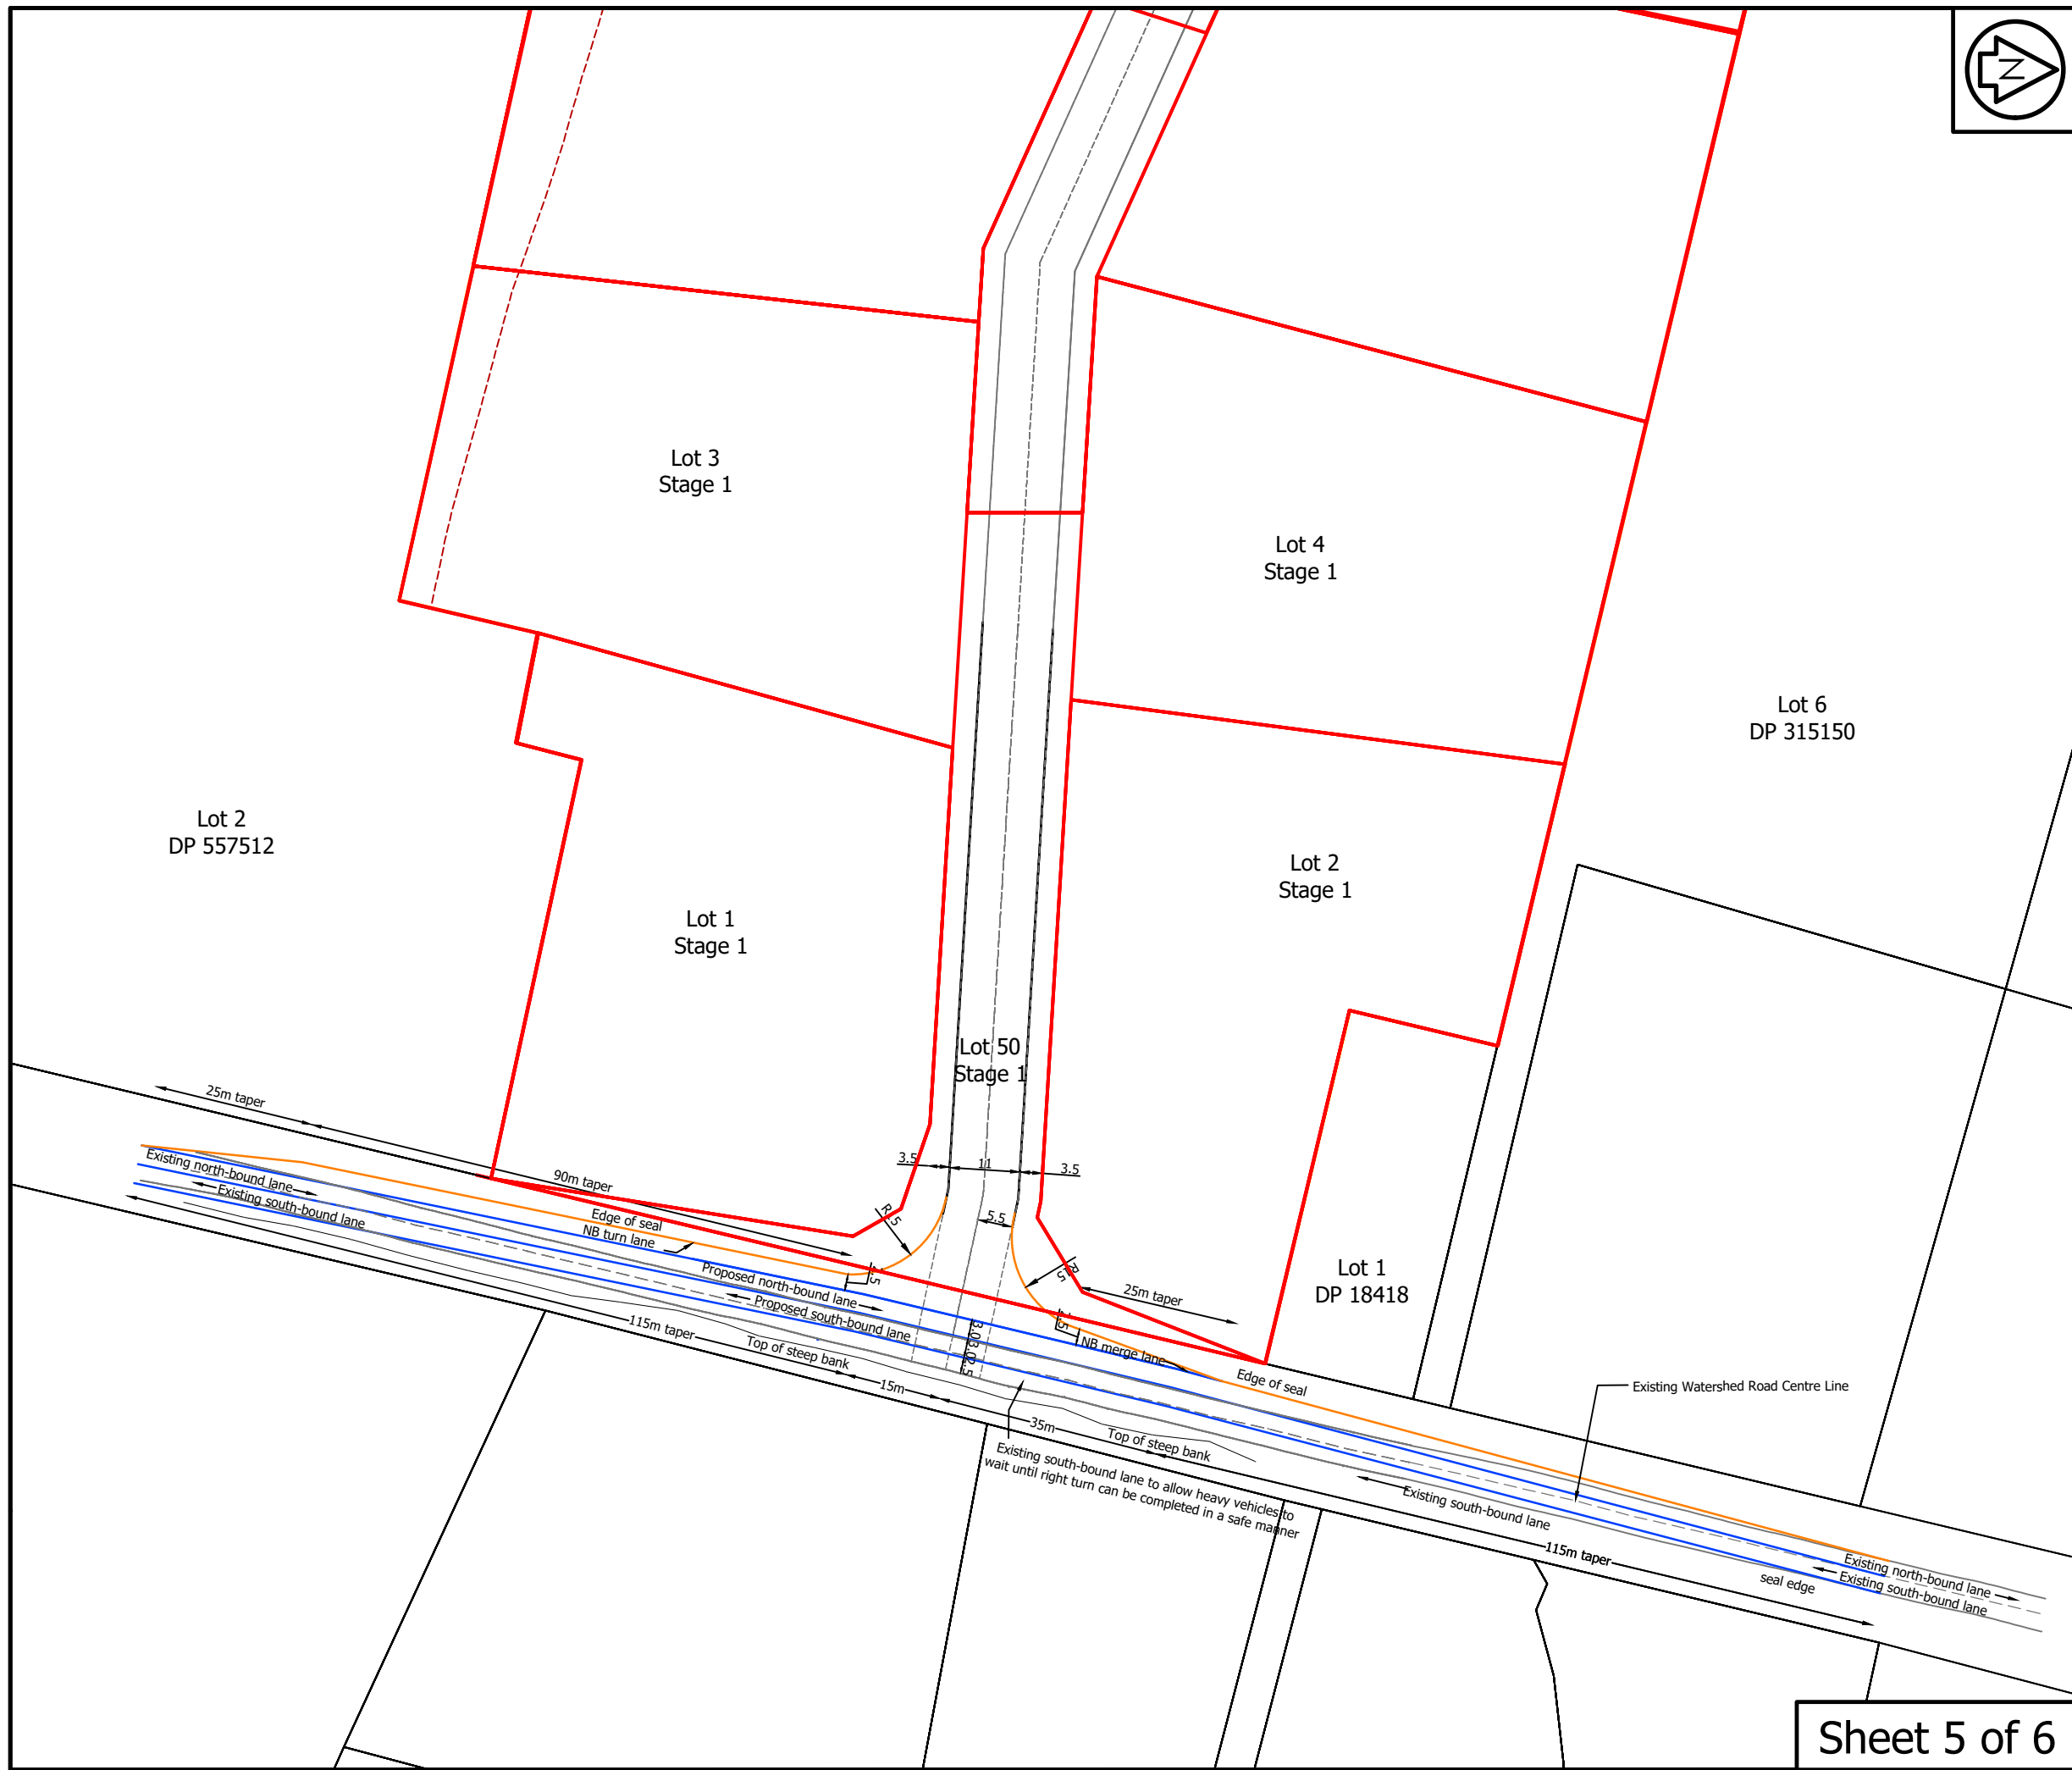 N
Lot 3
Stage 1
Lot 4
Stage 1
Lot 6
DP 315150
Lot 2
DP 557512
Lot 2
Stage 1
Lot 1
Stage 1
Lot 50
Stage 1
25m taper
90m taper
3.5
11
3.5
Existing north-bound lane
Existing south-bound lane
Edge of seal
NB turn lane
5.5
Lot 1
DP 18418
Proposed north-bound lane
Proposed south-bound lane
25m taper
115m taper
Top of steep bank
NB merge lane
Edge of seal
15m
35m
Top of steep bank
Existing Watershed Road Centre Line
Existing south-bound lane to allow heavy vehicles to
wait until right turn can be completed in a safe manner
Existing south-bound lane
115m taper
seal edge
Existing north-bound lane
Existing south-bound lane
Sheet 5 of 6